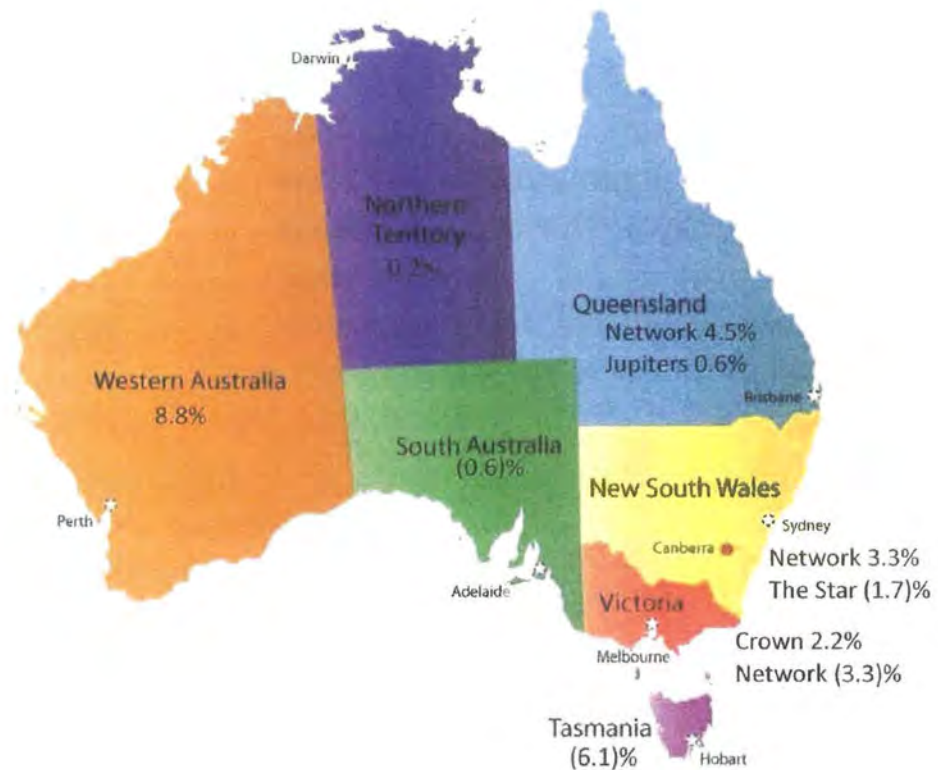 Darwin
Northern
Territory
0.2%
Queensland
Network 4.5%
Jupiters 0.6%
Brisbane
Western Australia
8.8%
South Australia
(0.6)%
New South Wales
Perth
Sydney
Canberra
Network 3.3%
The Star (1.7)%
Adelaide
Victoria
Melbourne
Crown 2.2%
Network (3.3)%
Tasmania
(6.1)%
Hobart